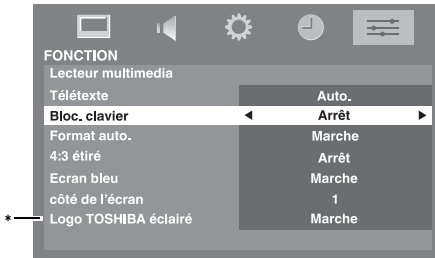 FONCTION
Lecteur multimedia
Télétexte Auto.
Bloc. clavier ◀ Arrêt ▶
Format auto. Marche
4:3 étiré Arrêt
Ecran bleu Marche
côté de l'écran 1
* Logo TOSHIBA éclairé Marche